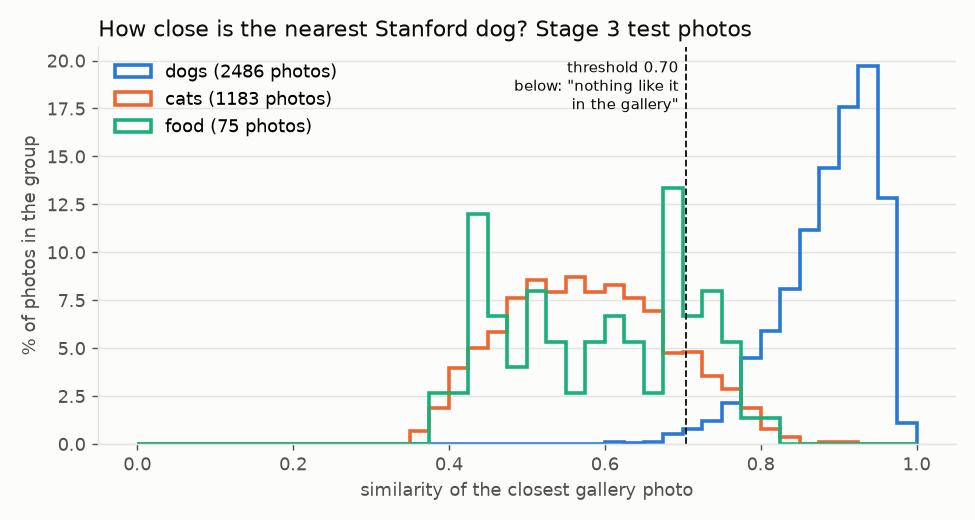 How close is the nearest Stanford dog? Stage 3 test photos
dogs (2486 photos)
cats (1183 photos)
food (75 photos)
threshold 0.70
below: "nothing like it
in the gallery"
% of photos in the group
20.0
17.5
15.0
12.5
10.0
7.5
5.0
2.5
0.0
0.0 0.2 0.4 0.6 0.8 1.0
similarity of the closest gallery photo